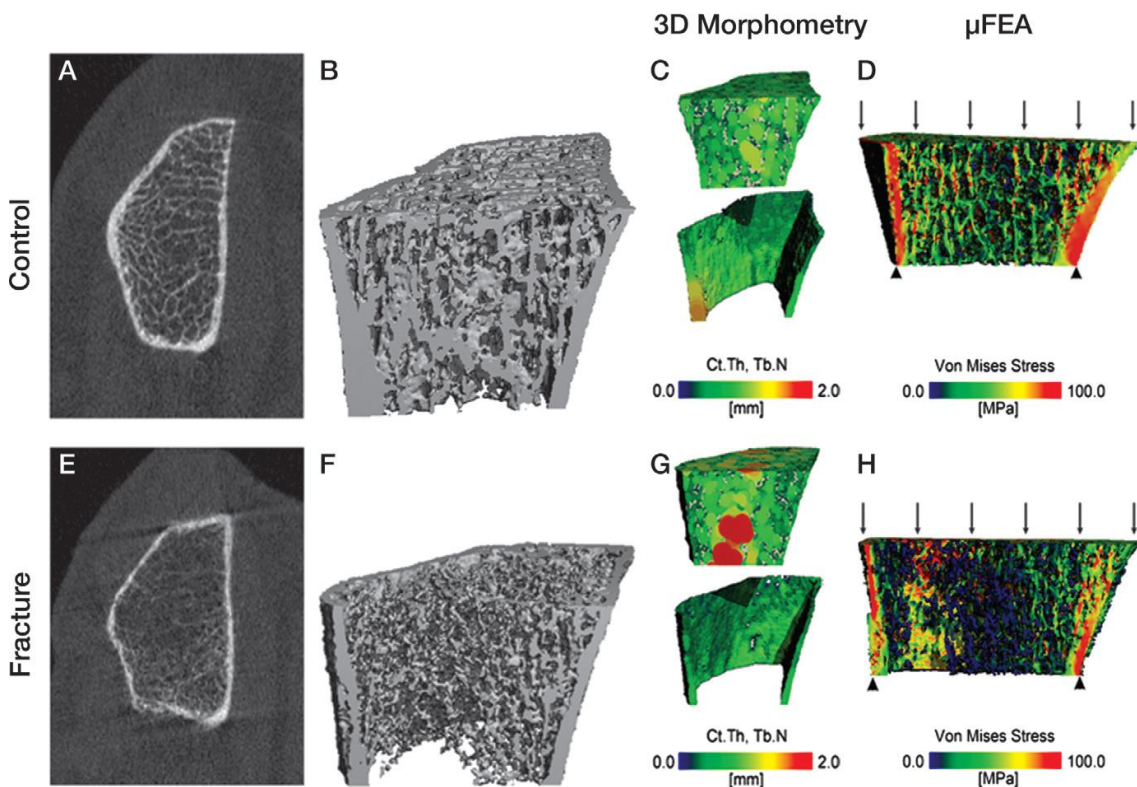 3D Morphometry
µFEA
Control
A
B
C
D
Ct.Th, Tb.N
0.0
2.0
[mm]
Von Mises Stress
0.0
100.0
[MPa]
Fracture
E
F
G
H
Ct.Th, Tb.N
0.0
2.0
[mm]
Von Mises Stress
0.0
100.0
[MPa]